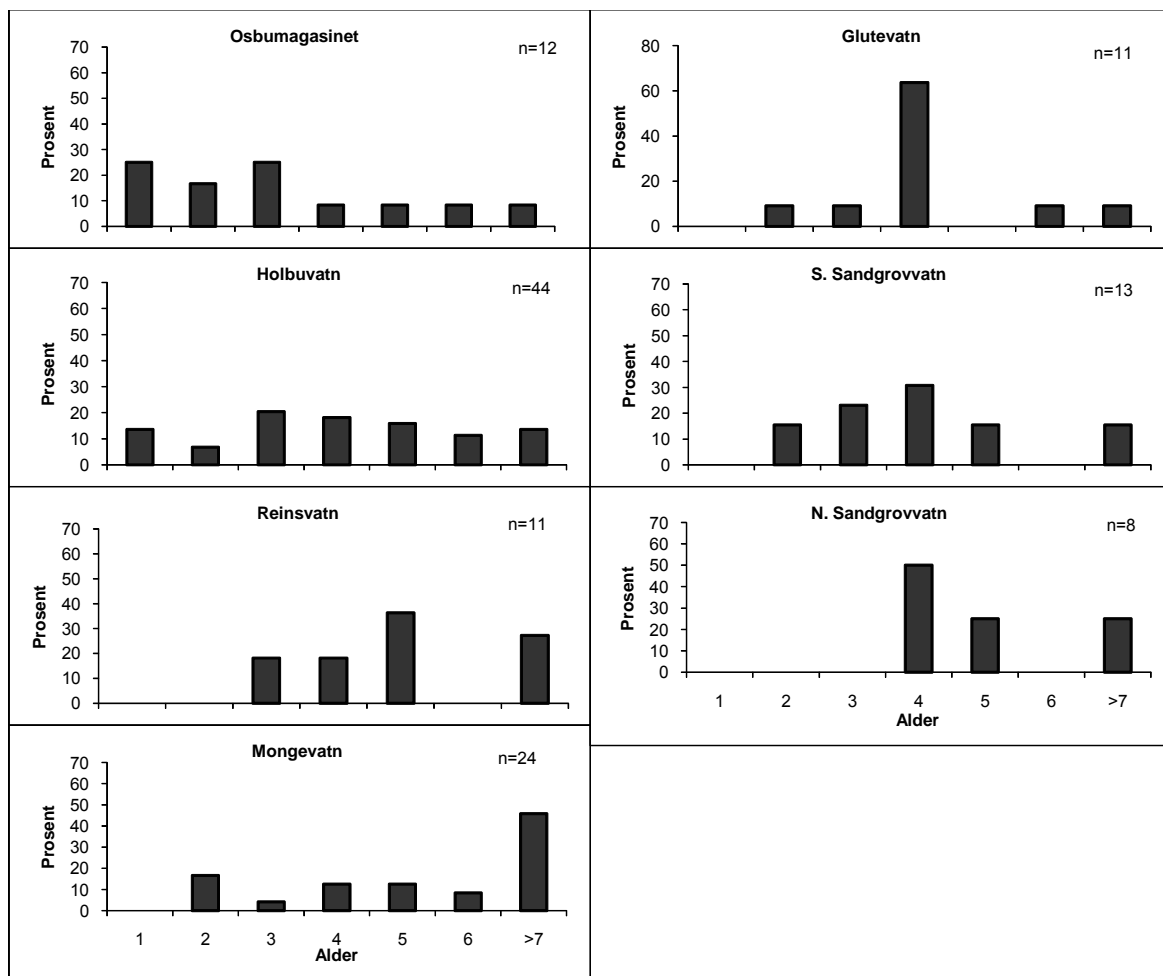 Osbumagasinet
n=12
Prosent
70
60
50
40
30
20
10
0
Glutevatn
n=11
Prosent
80
60
40
20
0
Holbuvatn
n=44
Prosent
70
60
50
40
30
20
10
0
S. Sandgrovvatn
n=13
Prosent
70
60
50
40
30
20
10
0
Reinsvatn
n=11
Prosent
70
60
50
40
30
20
10
0
N. Sandgrovvatn
n=8
Prosent
70
60
50
40
30
20
10
0
1 2 3 4 5 6 >7
Alder
Mongevatn
n=24
Prosent
70
60
50
40
30
20
10
0
1 2 3 4 5 6 >7
Alder